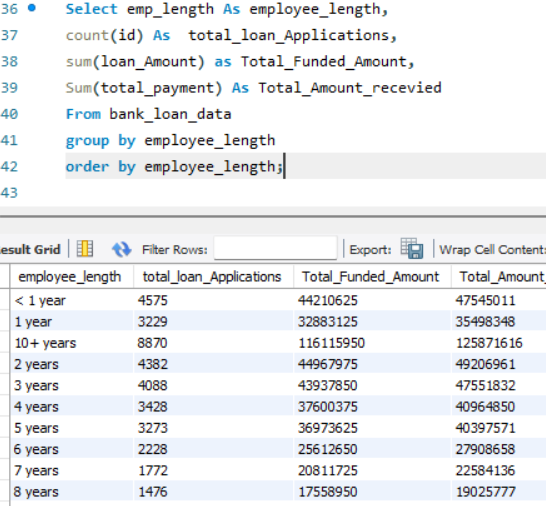 36 Select emp_length As employee_length,
37 count(id) As total_loan_Applications,
38 sum(loan_Amount) as Total_Funded_Amount,
39 Sum(total_payment) As Total_Amount_recevied
40 From bank_loan_data
41 group by employee_length
42 order by employee_length;
43
esult Grid Filter Rows: Export: Wrap Cell Content:
employee_length total_loan_Applications Total_Funded_Amount Total_Amount_
< 1 year 4575 44210625 47545011
1 year 3229 32883125 35498348
10+ years 8870 116115950 125871616
2 years 4382 44967975 49206961
3 years 4088 43937850 47551832
4 years 3428 37600375 40964850
5 years 3273 36973625 40397571
6 years 2228 25612650 27908658
7 years 1772 20811725 22584136
8 years 1476 17558950 19025777